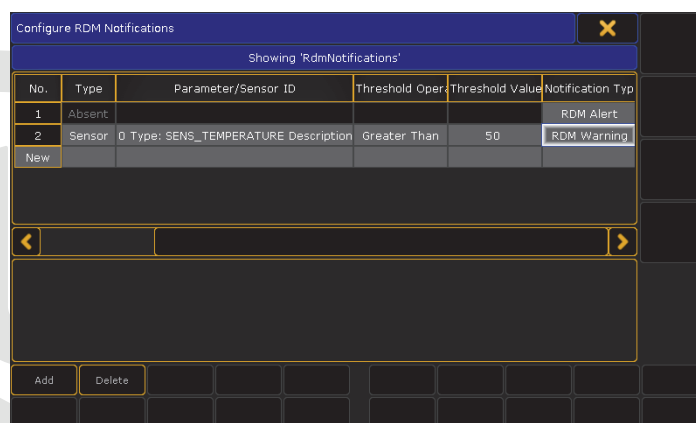 Configure RDM Notifications
Showing 'RdmNotifications'
No. Type Parameter/Sensor ID Threshold Oper Threshold Value Notification Typ
1 Absent RDM Alert
2 Sensor 0 Type: SENS_TEMPERATURE Description Greater Than 50 RDM Warning
New
Add Delete